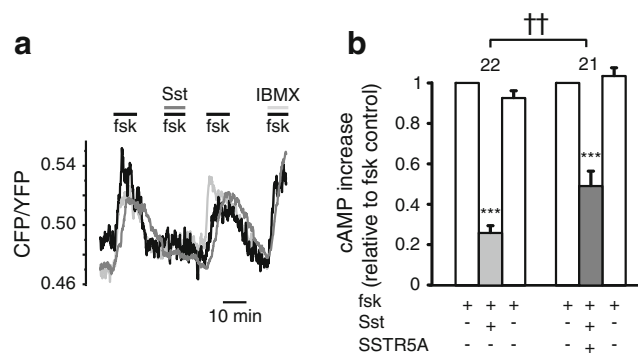 a
Sst
IBMX
fsk
fsk
fsk
fsk
0.54
0.50
0.46
CFP/YFP
10 min
b
††
22
21
1
0.8
0.6
0.4
0.2
0
cAMP increase
(relative to fsk control)
***
***
fsk + + + + + +
Sst - + - - + -
SSTR5A - - - - + -